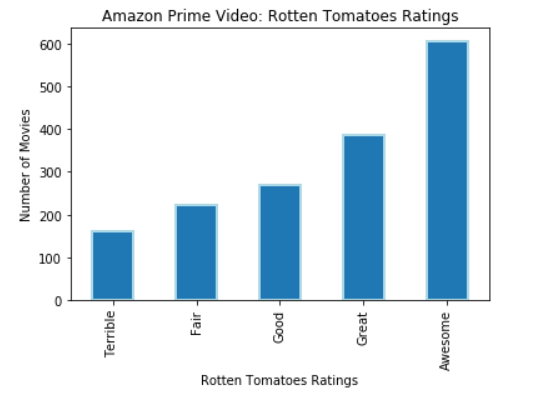 Amazon Prime Video: Rotten Tomatoes Ratings
600
500
400
300
200
100
0
Number of Movies
Terrible
Fair
Good
Great
Awesome
Rotten Tomatoes Ratings